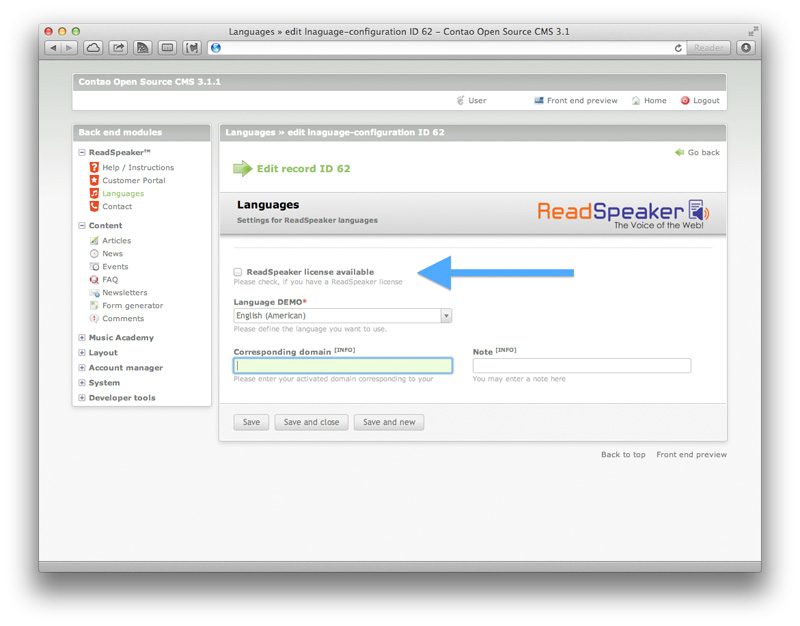 Languages » edit lnaguage-configuration ID 62 – Contao Open Source CMS 3.1
Reader
Contao Open Source CMS 3.1.1
User
Front end preview
Home
Logout
Back end modules
ReadSpeaker™
Help / Instructions
Customer Portal
Languages
Contact
Content
Articles
News
Events
FAQ
Newsletters
Form generator
Comments
Music Academy
Layout
Account manager
System
Developer tools
Languages » edit lnaguage-configuration ID 62
Go back
Edit record ID 62
Languages
Settings for ReadSpeaker languages
ReadSpeaker
The Voice of the Web!
ReadSpeaker license available
Please check, if you have a ReadSpeaker license
Language DEMO*
English (American)
Please define the language you want to use.
Corresponding domain [INFO]
Please enter your activated domain corresponding to your
Note [INFO]
You may enter a note here
Save
Save and close
Save and new
Back to top
Front end preview